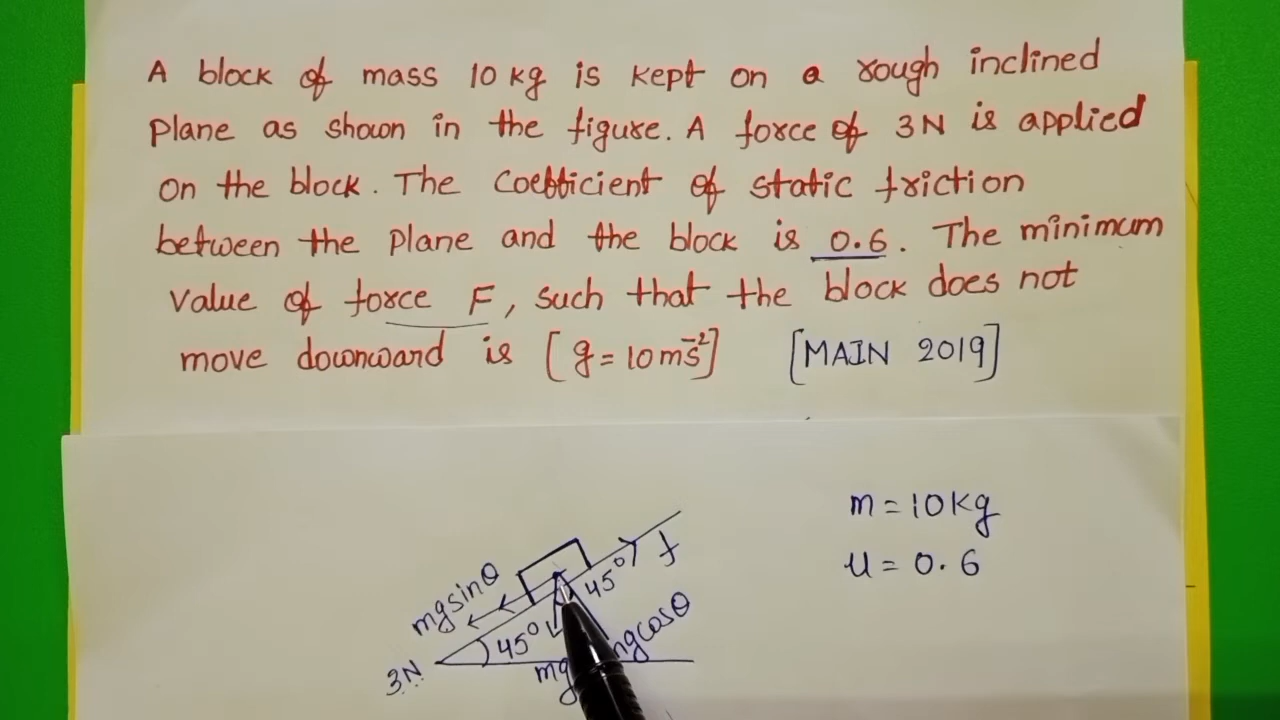 A block of mass 10 kg is kept on a rough inclined
Plane as shown in the figure. A force of 3N is applied
on the block. The coefficient of static friction
between the plane and the block is 0.6. The minimum
value of force F, such that the block does not
move downward is [g = 10 ms⁻²] [MAIN 2019]
m = 10 kg
u = 0.6
mg sinθ
45°
f
45°
3N
mg